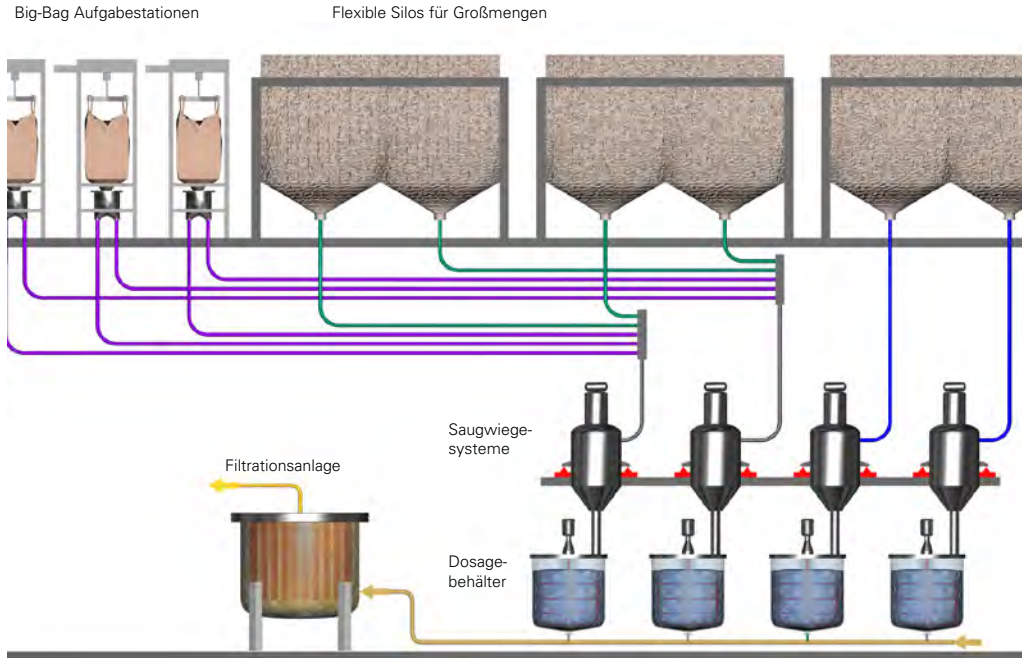 Big-Bag Aufgabestationen
Flexible Silos für Großmengen
Saugwiege-
systeme
Filtrationsanlage
Dosage-
behälter